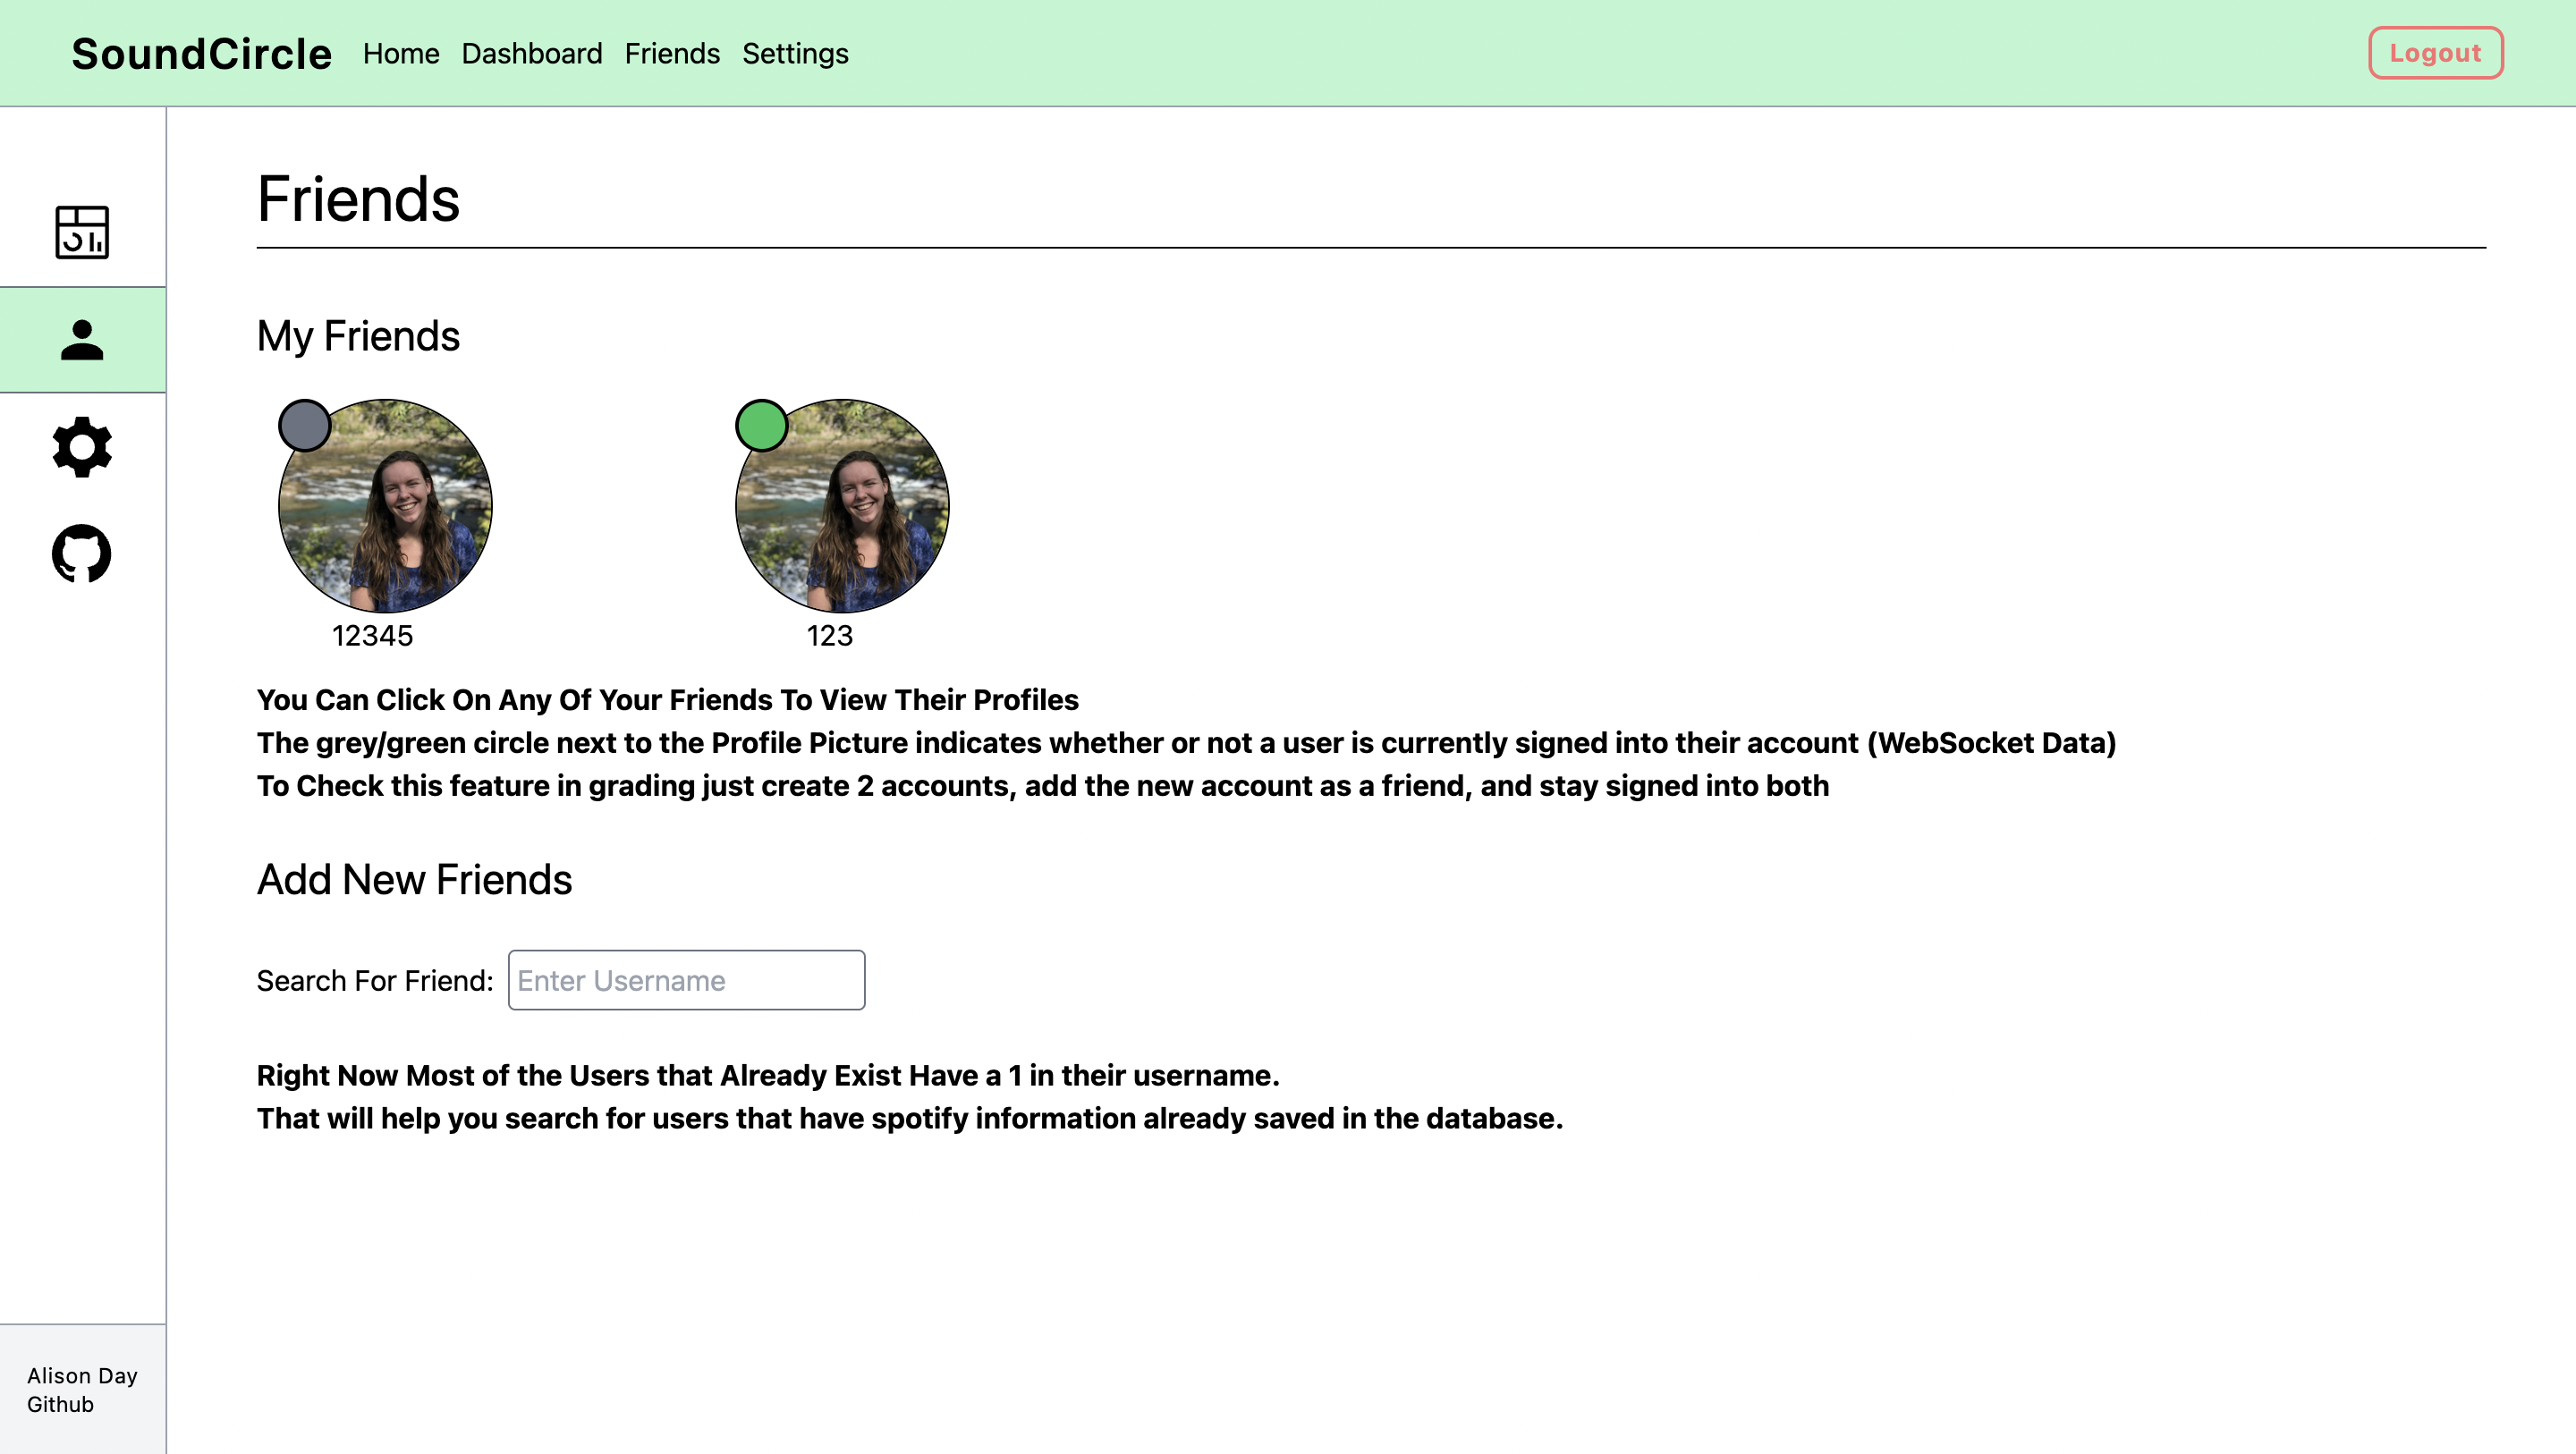 SoundCircle Home Dashboard Friends Settings Logout
Friends
My Friends
12345 123
You Can Click On Any Of Your Friends To View Their Profiles
The grey/green circle next to the Profile Picture indicates whether or not a user is currently signed into their account (WebSocket Data)
To Check this feature in grading just create 2 accounts, add the new account as a friend, and stay signed into both
Add New Friends
Search For Friend: Enter Username
Right Now Most of the Users that Already Exist Have a 1 in their username.
That will help you search for users that have spotify information already saved in the database.
Alison Day
Github